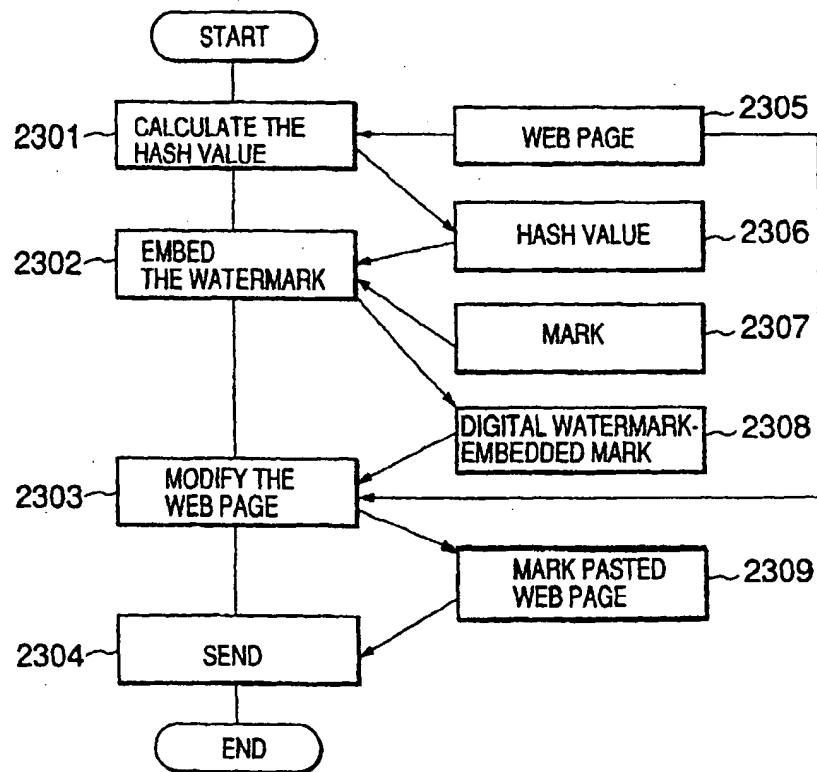 START
2301
CALCULATE THE
HASH VALUE
WEB PAGE
2305
HASH VALUE
2306
2302
EMBED
THE WATERMARK
MARK
2307
DIGITAL WATERMARK-
EMBEDDED MARK
2308
2303
MODIFY THE
WEB PAGE
MARK PASTED
WEB PAGE
2309
2304
SEND
END